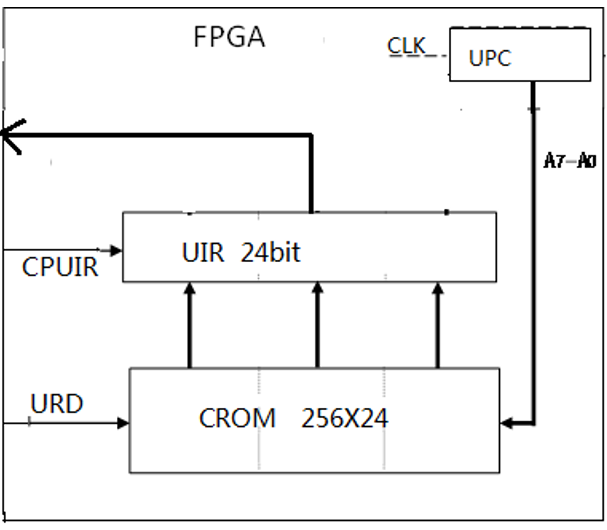 FPGA
CLK
UPC
A7-A0
UIR 24bit
CPUIR
URD
CROM 256X24